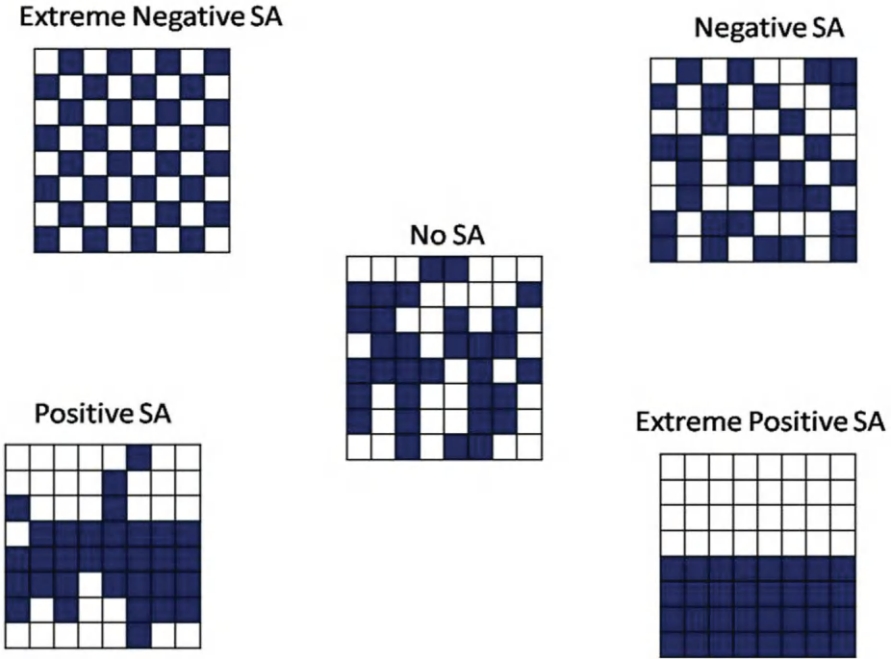 Extreme Negative SA
Negative SA
No SA
Positive SA
Extreme Positive SA